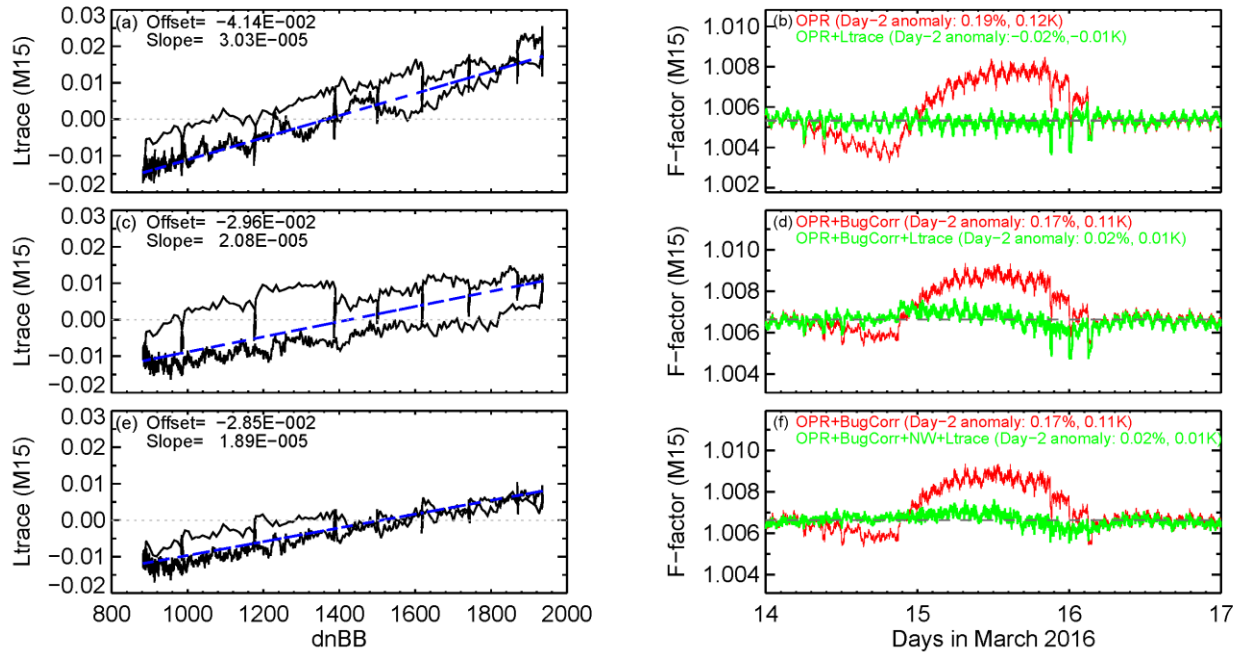 (a) Offset= −4.14E−002
Slope= 3.03E−005
0.03
0.02
0.01
0.00
−0.01
−0.02
Ltrace (M15)
(b) OPR (Day−2 anomaly: 0.19%, 0.12K)
OPR+Ltrace (Day−2 anomaly:−0.02%,−0.01K)
1.010
1.008
1.006
1.004
1.002
F−factor (M15)
(c) Offset= −2.96E−002
Slope= 2.08E−005
0.03
0.02
0.01
0.00
−0.01
−0.02
Ltrace (M15)
(d) OPR+BugCorr (Day−2 anomaly: 0.17%, 0.11K)
OPR+BugCorr+Ltrace (Day−2 anomaly: 0.02%, 0.01K)
1.010
1.008
1.006
1.004
F−factor (M15)
(e) Offset= −2.85E−002
Slope= 1.89E−005
0.03
0.02
0.01
0.00
−0.01
−0.02
Ltrace (M15)
800 1000 1200 1400 1600 1800 2000
dnBB
(f) OPR+BugCorr (Day−2 anomaly: 0.17%, 0.11K)
OPR+BugCorr+NW+Ltrace (Day−2 anomaly: 0.02%, 0.01K)
1.010
1.008
1.006
1.004
F−factor (M15)
14 15 16 17
Days in March 2016